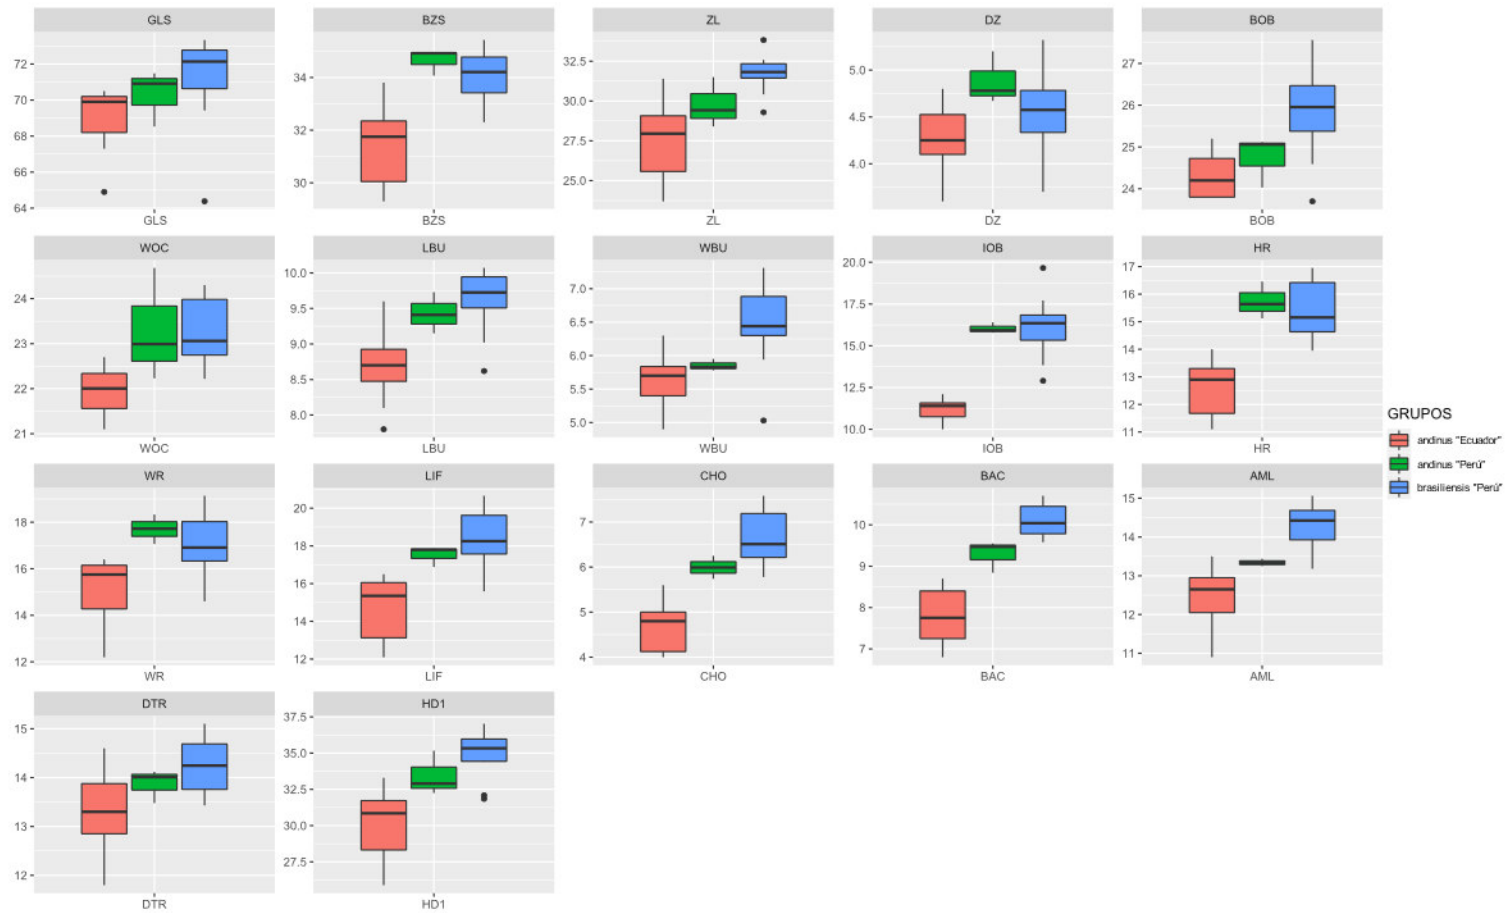 GLS
BZS
ZL
DZ
BOB
72
70
68
66
64
34
32
30
32.5
30.0
27.5
25.0
5.0
4.5
4.0
27
26
25
24
GLS
BZS
ZL
DZ
BOB
WOC
LBU
WBU
IOB
HR
24
23
22
21
10.0
9.5
9.0
8.5
8.0
7.0
6.5
6.0
5.5
5.0
20.0
17.5
15.0
12.5
10.0
17
16
15
14
13
12
11
WOC
LBU
WBU
IOB
HR
GRUPOS
andinus "Ecuador"
andinus "Perú"
brasiliensis "Perú"
WR
LIF
CHO
BAC
AML
18
16
14
12
20
18
16
14
12
7
6
5
4
10
9
8
7
15
14
13
12
11
WR
LIF
CHO
BAC
AML
DTR
HD1
15
14
13
12
37.5
35.0
32.5
30.0
27.5
DTR
HD1